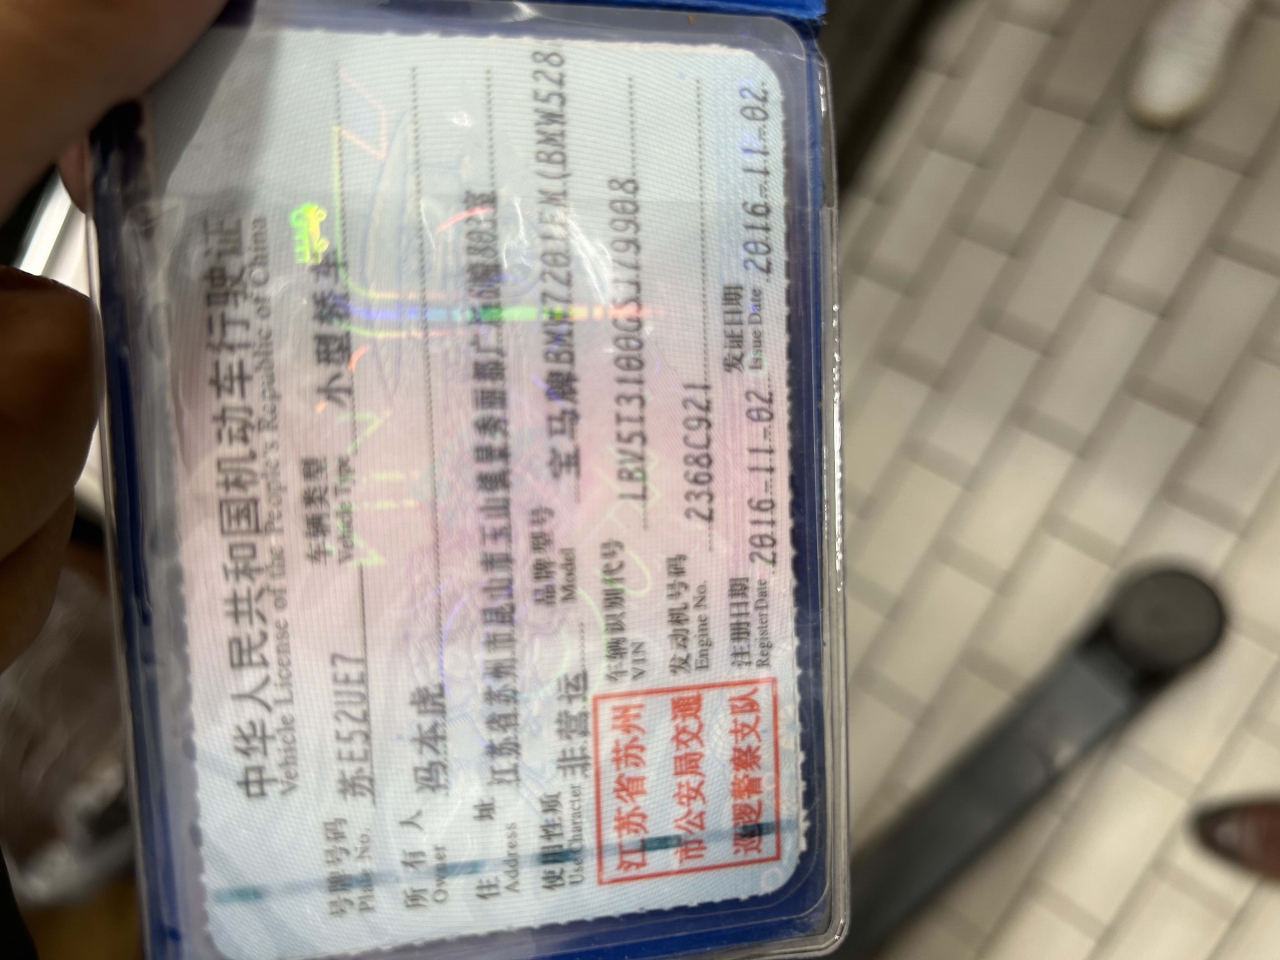 中华人民共和国机动车行驶证
Vehicle License of the People's Republic of China
号牌号码 苏E52UE7 车辆类型 小型轿车
Plate No. Vehicle Type
所有人 冯本虎
Owner
住址 江苏省苏州市昆山市玉山镇景秀丽都广 803室
Address
使用性质 非营运 品牌型号 宝马牌BMW7201FM(BMW528
Use Character Model
江苏省苏州
市公安局交通
巡逻警察支队
车辆识别代号
VIN
发动机号码 2368C921
Engine No.
注册日期 2016-11-02 发证日期 2016-11-02
Register Date Issue Date